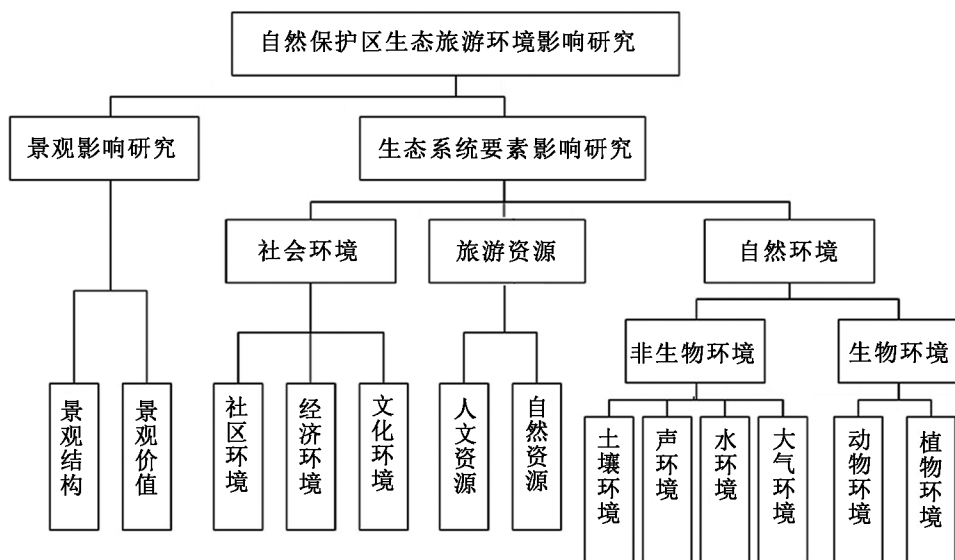 自然保护区生态旅游环境影响研究
景观影响研究
生态系统要素影响研究
社会环境
旅游资源
自然环境
非生物环境
生物环境
景观结构
景观价值
社区环境
经济环境
文化环境
人文资源
自然资源
土壤环境
声环境
水环境
大气环境
动物环境
植物环境